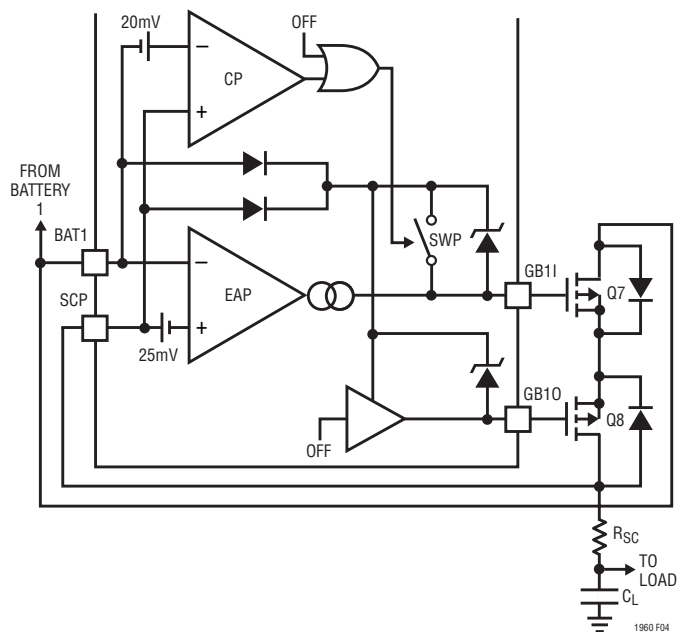 20mV
OFF
–
CP
+
FROM
BATTERY
1
BAT1
SWP
–
GB1I
SCP
EAP
Q7
+
25mV
GB1O
Q8
OFF
RSC
TO
LOAD
CL
1960 F04